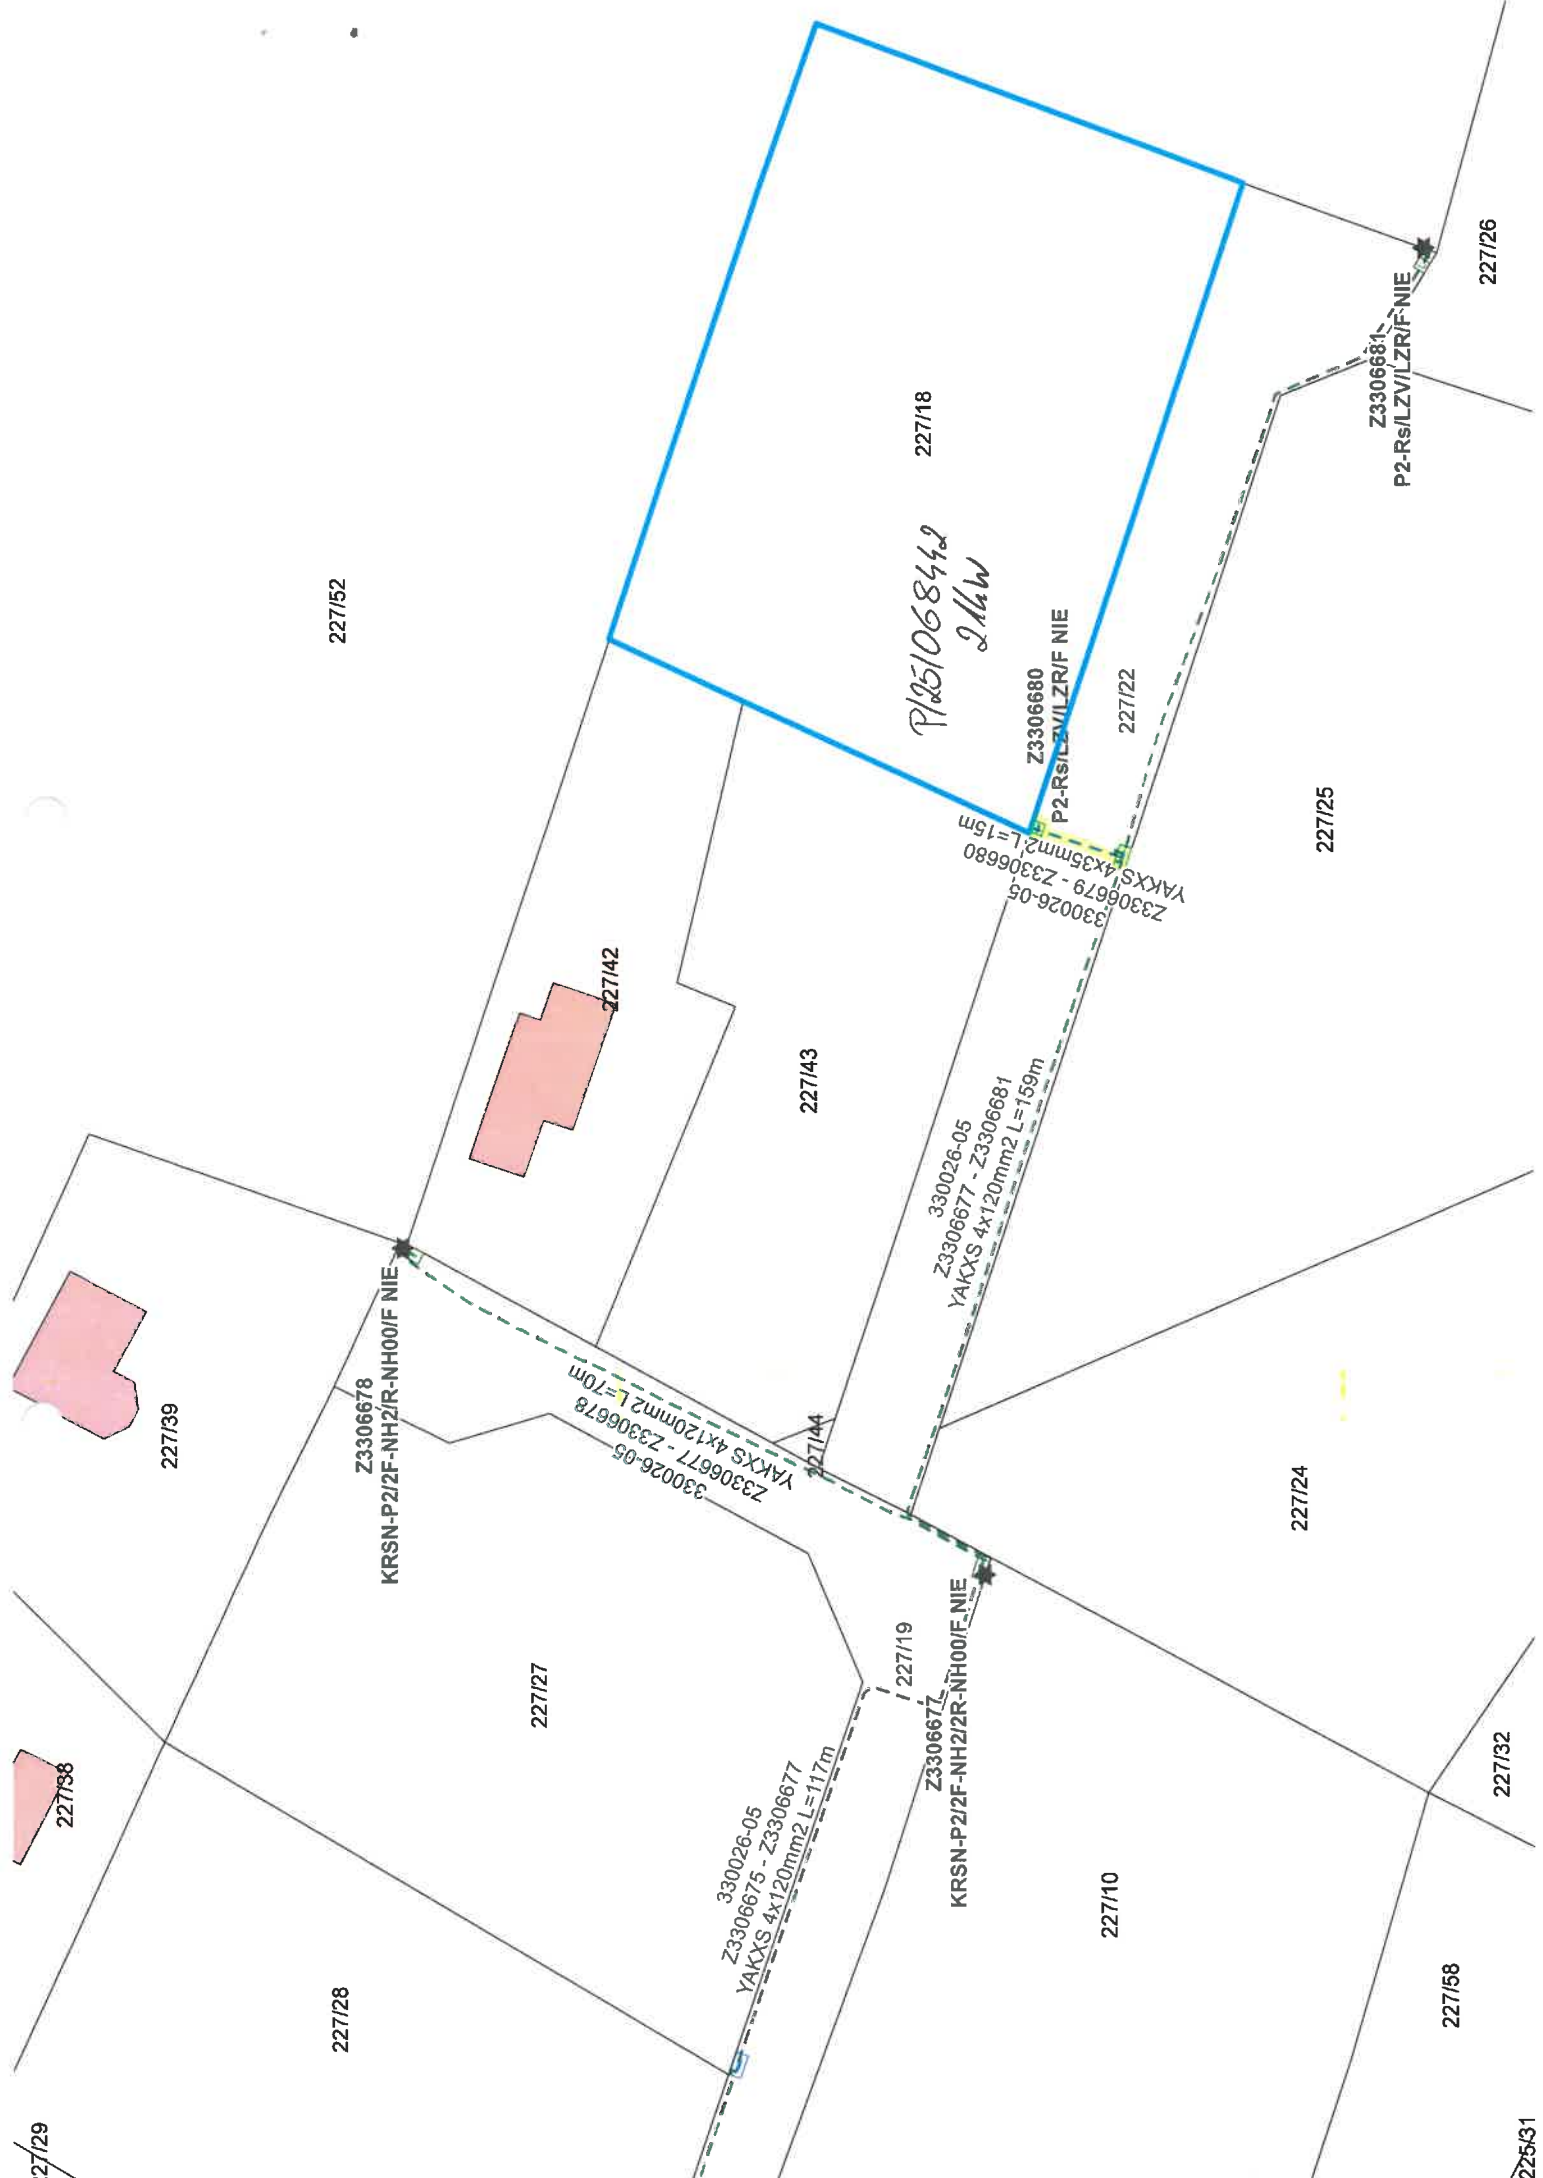 227/52
227/18
P/25/068442
21kW
227/26
Z3306681
P2-Rs/LZV/LZR/F NIE
Z3306680
P2-Rs/LZV/LZR/F NIE
227/22
330026-05
Z3306679 - Z3306680
YAKXS 4x35mm2 L=15m
227/25
227/42
227/43
330026-05
Z3306677 - Z3306681
YAKXS 4x120mm2 L=159m
227/39
Z3306678
KRSN-P2/2F-NH2/R-NH00/F NIE
330026-05
Z3306677 - Z3306678
YAKXS 4x120mm2 L=70m
227/44
227/24
227/38
227/27
227/19
Z3306677
KRSN-P2/2F-NH2/2R-NH00/F NIE
330026-05
Z3306675 - Z3306677
YAKXS 4x120mm2 L=117m
227/32
227/10
227/28
227/58
227/29
225/31